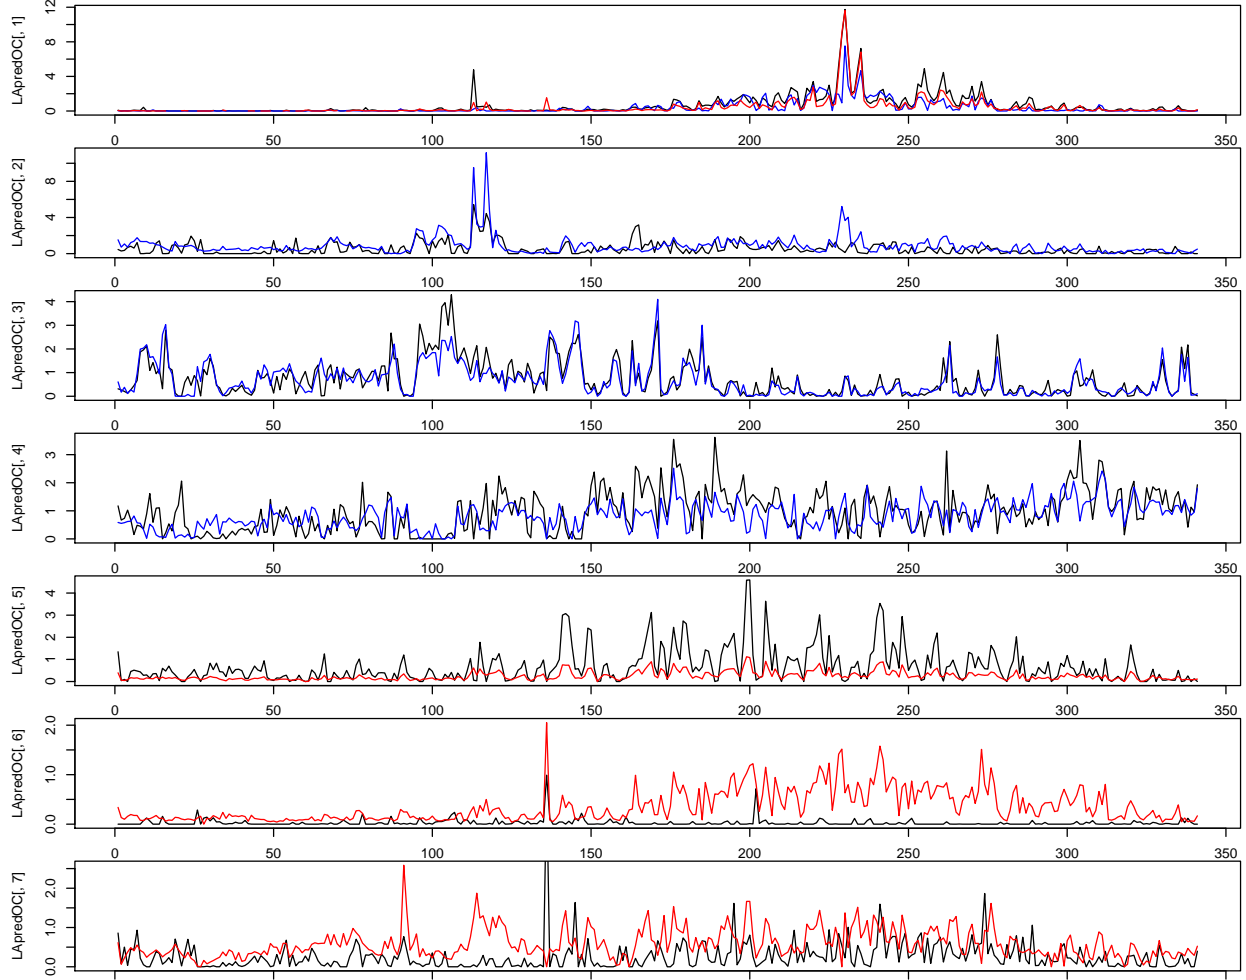 LApredOC[, 1]
0 4 8 12
0 50 100 150 200 250 300 350
LApredOC[, 2]
0 4 8
0 50 100 150 200 250 300 350
LApredOC[, 3]
0 1 2 3 4
0 50 100 150 200 250 300 350
LApredOC[, 4]
0 1 2 3
0 50 100 150 200 250 300 350
LApredOC[, 5]
0 1 2 3 4
0 50 100 150 200 250 300 350
LApredOC[, 6]
0.0 1.0 2.0
0 50 100 150 200 250 300 350
LApredOC[, 7]
0.0 1.0 2.0